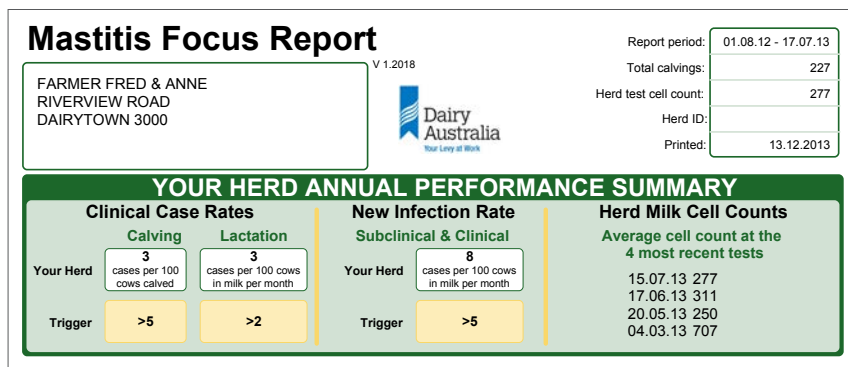 Mastitis Focus Report
V 1.2018
FARMER FRED & ANNE
RIVERVIEW ROAD
DAIRYTOWN 3000
Dairy
Australia
Your Levy at Work
Report period: 01.08.12 - 17.07.13
Total calvings: 227
Herd test cell count: 277
Herd ID:
Printed: 13.12.2013
YOUR HERD ANNUAL PERFORMANCE SUMMARY
Clinical Case Rates
Calving Lactation
Your Herd
3
cases per 100
cows calved
3
cases per 100 cows
in milk per month
Trigger >5 >2
New Infection Rate
Subclinical & Clinical
Your Herd
8
cases per 100 cows
in milk per month
Trigger >5
Herd Milk Cell Counts
Average cell count at the
4 most recent tests
15.07.13 277
17.06.13 311
20.05.13 250
04.03.13 707